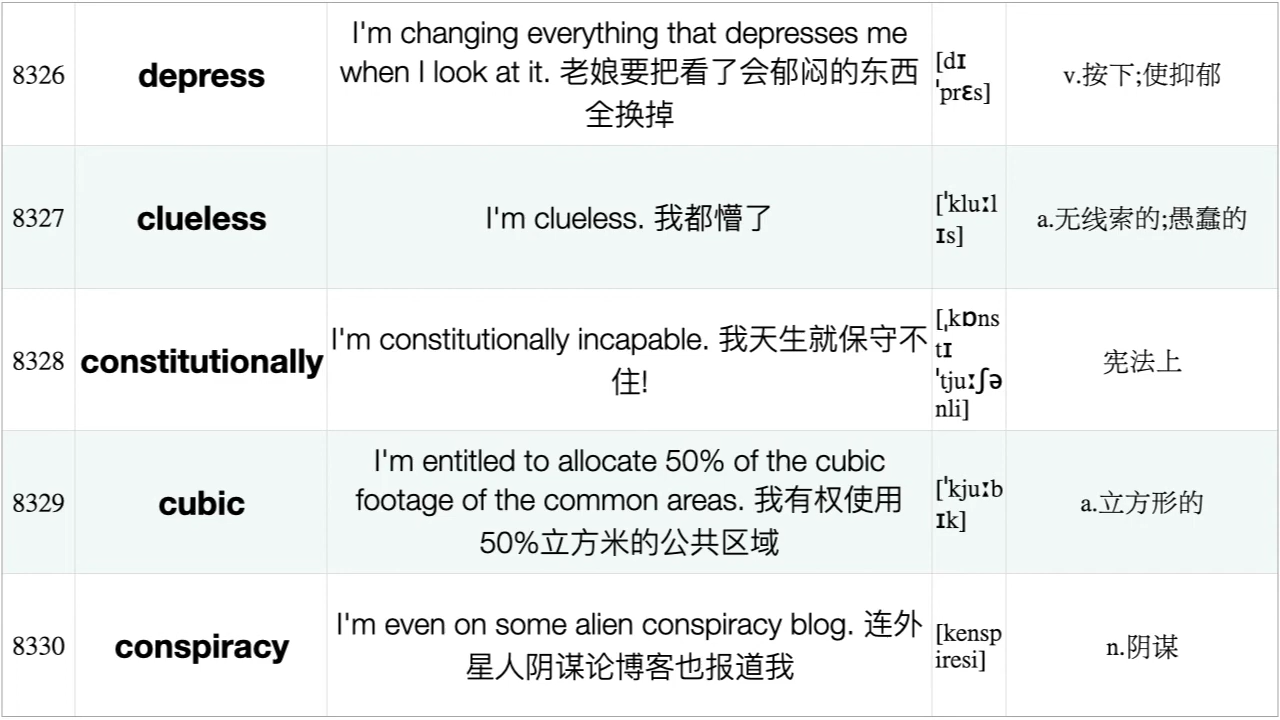 8326
depress
I'm changing everything that depresses me
when I look at it. 老娘要把看了会郁闷的东西
全换掉
[dɪ
ˈprɛs]
v.按下;使抑郁
8327
clueless
I'm clueless. 我都懵了
[ˈkluːl
ɪs]
a.无线索的;愚蠢的
8328
constitutionally
I'm constitutionally incapable. 我天生就保守不
住!
[ˌkɒns
tɪ
ˈtjuːʃə
nli]
宪法上
8329
cubic
I'm entitled to allocate 50% of the cubic
footage of the common areas. 我有权使用
50%立方米的公共区域
[ˈkjuːb
ɪk]
a.立方形的
8330
conspiracy
I'm even on some alien conspiracy blog. 连外
星人阴谋论博客也报道我
[kensp
iresi]
n.阴谋